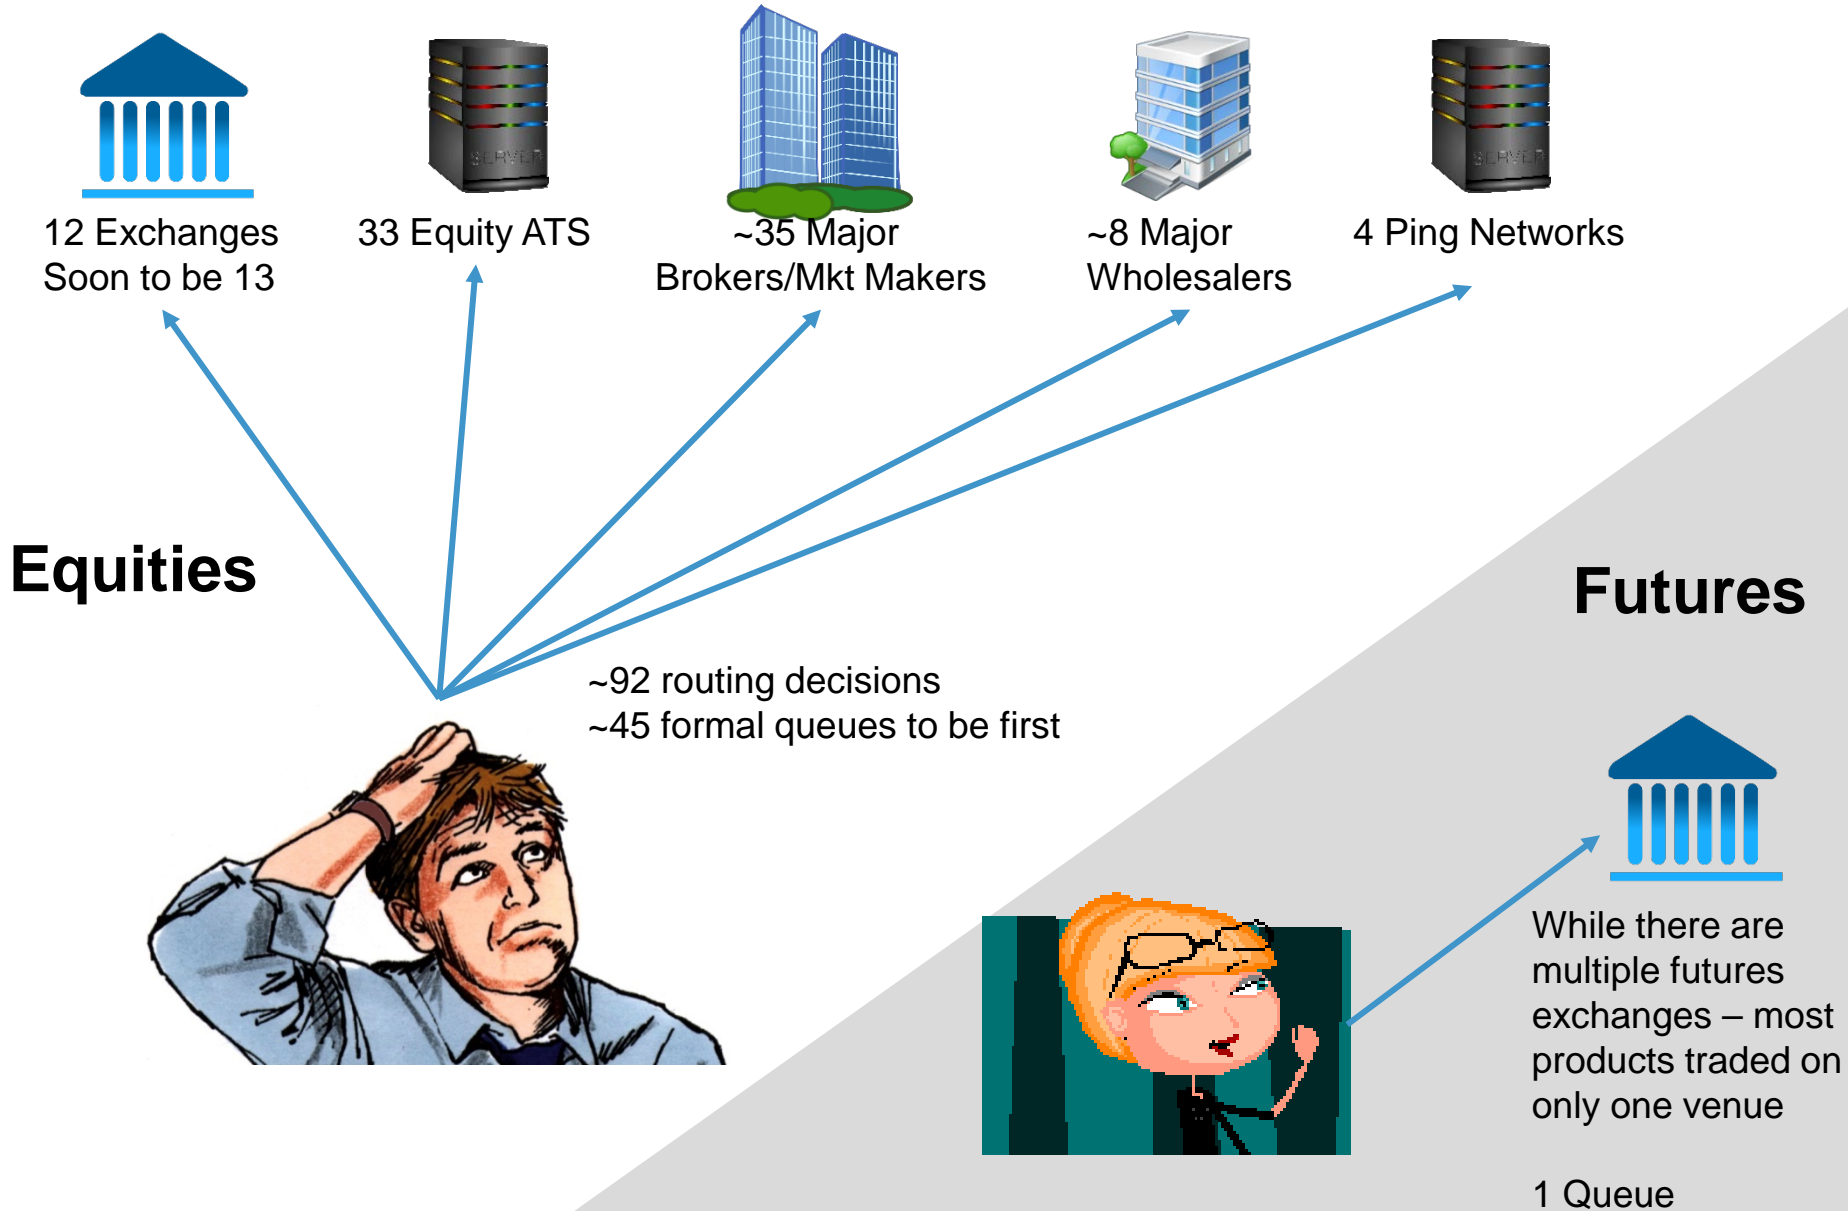 12 Exchanges
Soon to be 13
33 Equity ATS
~35 Major
Brokers/Mkt Makers
~8 Major
Wholesalers
4 Ping Networks
SERVER
SERVER
Equities
~92 routing decisions
~45 formal queues to be first
Futures
While there are
multiple futures
exchanges – most
products traded on
only one venue
1 Queue